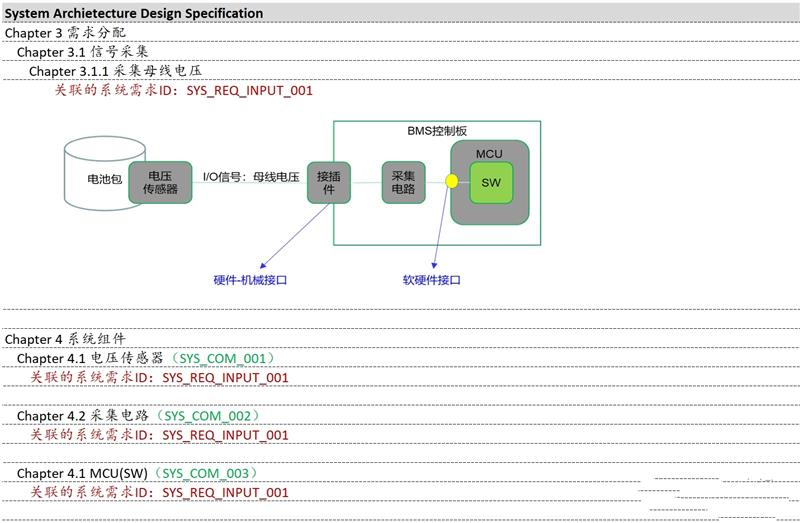 System Archietecture Design Specification
Chapter 3 需求分配
Chapter 3.1 信号采集
Chapter 3.1.1 采集母线电压
关联的系统需求ID：SYS_REQ_INPUT_001
BMS控制板
电池包
电压
传感器
I/O信号：母线电压
接插
件
采集
电路
MCU
SW
硬件-机械接口
软硬件接口
Chapter 4 系统组件
Chapter 4.1 电压传感器（SYS_COM_001）
关联的系统需求ID：SYS_REQ_INPUT_001
Chapter 4.2 采集电路（SYS_COM_002）
关联的系统需求ID：SYS_REQ_INPUT_001
Chapter 4.1 MCU(SW)（SYS_COM_003）
关联的系统需求ID：SYS_REQ_INPUT_001